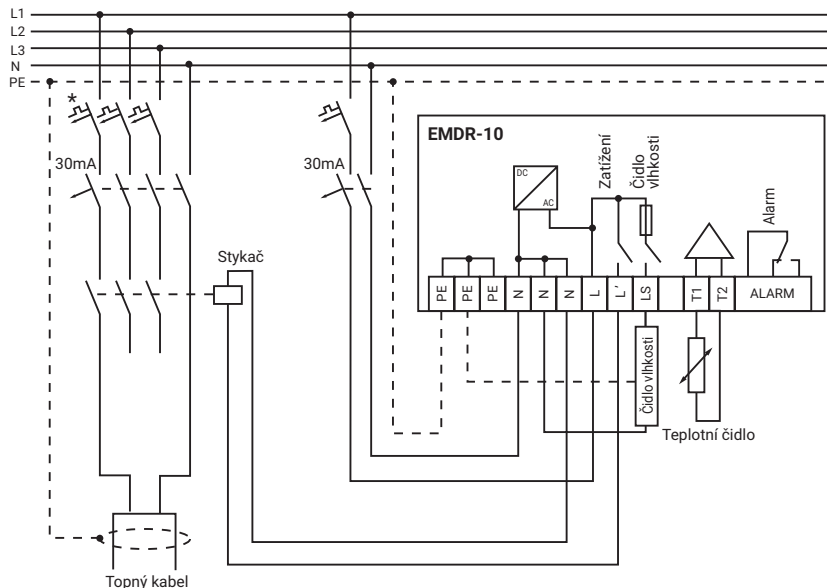 L1
L2
L3
N
PE
*
30mA
30mA
EMDR-10
DC
AC
Zatížení
Čidlo
vlhkosti
Alarm
Stykač
PE
PE
PE
N
N
N
L
L'
LS
T1
T2
ALARM
Čidlo vlhkosti
Teplotní čidlo
Topný kabel